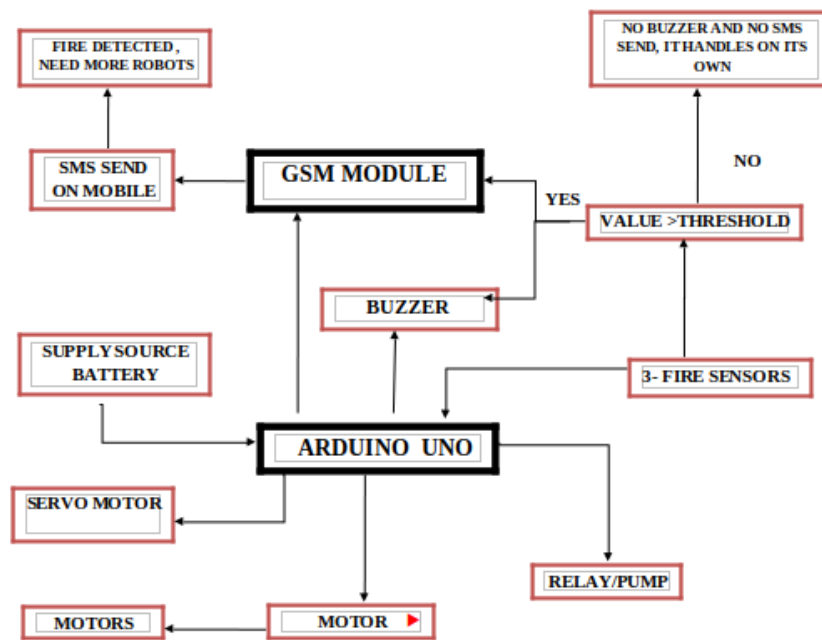 FIRE DETECTED ,
NEED MORE ROBOTS
NO BUZZER AND NO SMS
SEND, IT HANDLES ON ITS
OWN
SMS SEND
ON MOBILE
GSM MODULE
NO
YES
VALUE >THRESHOLD
BUZZER
SUPPLY SOURCE
BATTERY
3- FIRE SENSORS
ARDUINO UNO
SERVO MOTOR
RELAY/PUMP
MOTORS
MOTOR